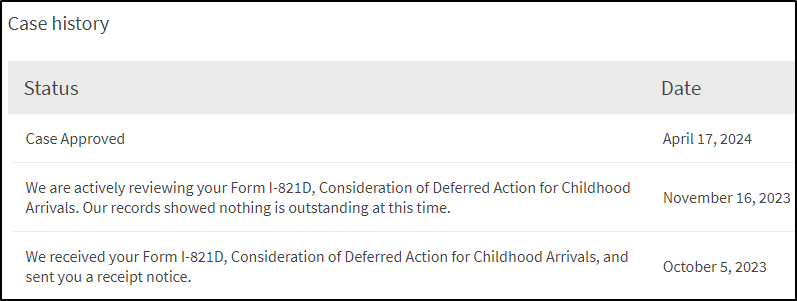 Case history
Status Date
Case Approved April 17, 2024
We are actively reviewing your Form I-821D, Consideration of Deferred Action for Childhood
Arrivals. Our records showed nothing is outstanding at this time. November 16, 2023
We received your Form I-821D, Consideration of Deferred Action for Childhood Arrivals, and
sent you a receipt notice. October 5, 2023